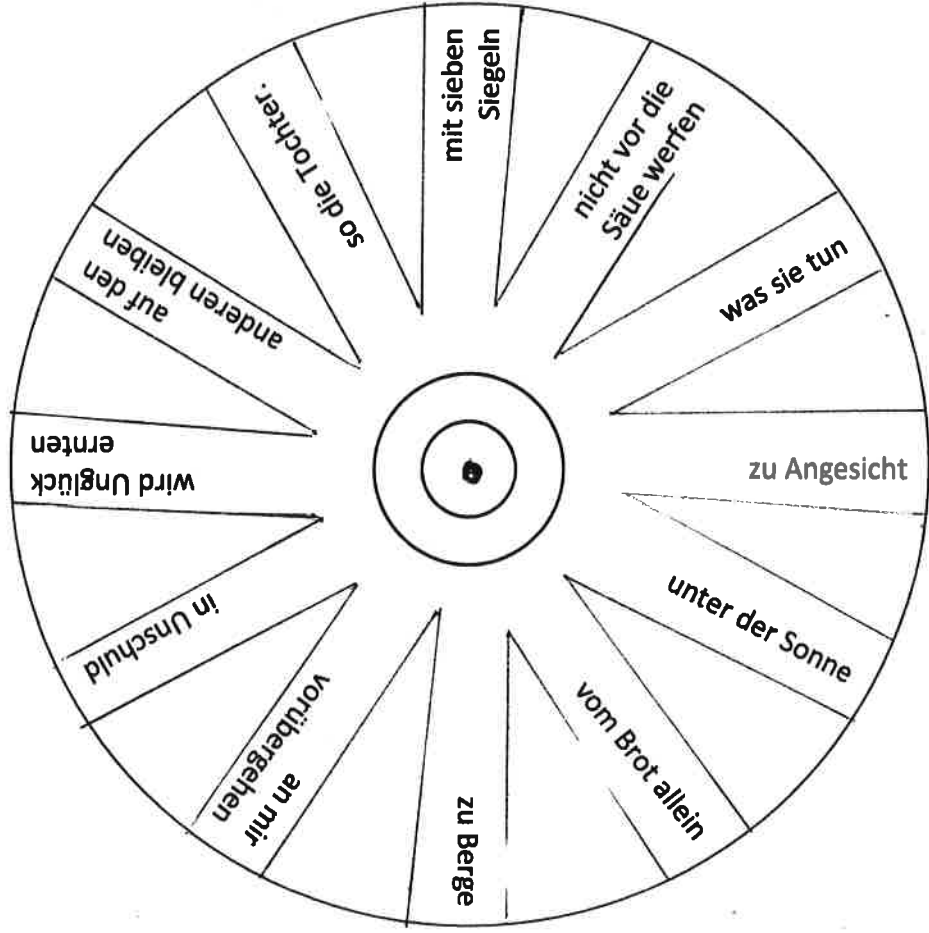 mit sieben
Siegeln
nicht vor die
Säue werfen
was sie tun
zu Angesicht
unter der Sonne
vom Brot allein
zu Berge
an mir
vorübergehen
in Unschuld
wird Unglück
ernten
auf den
anderen bleiben
so die Tochter.